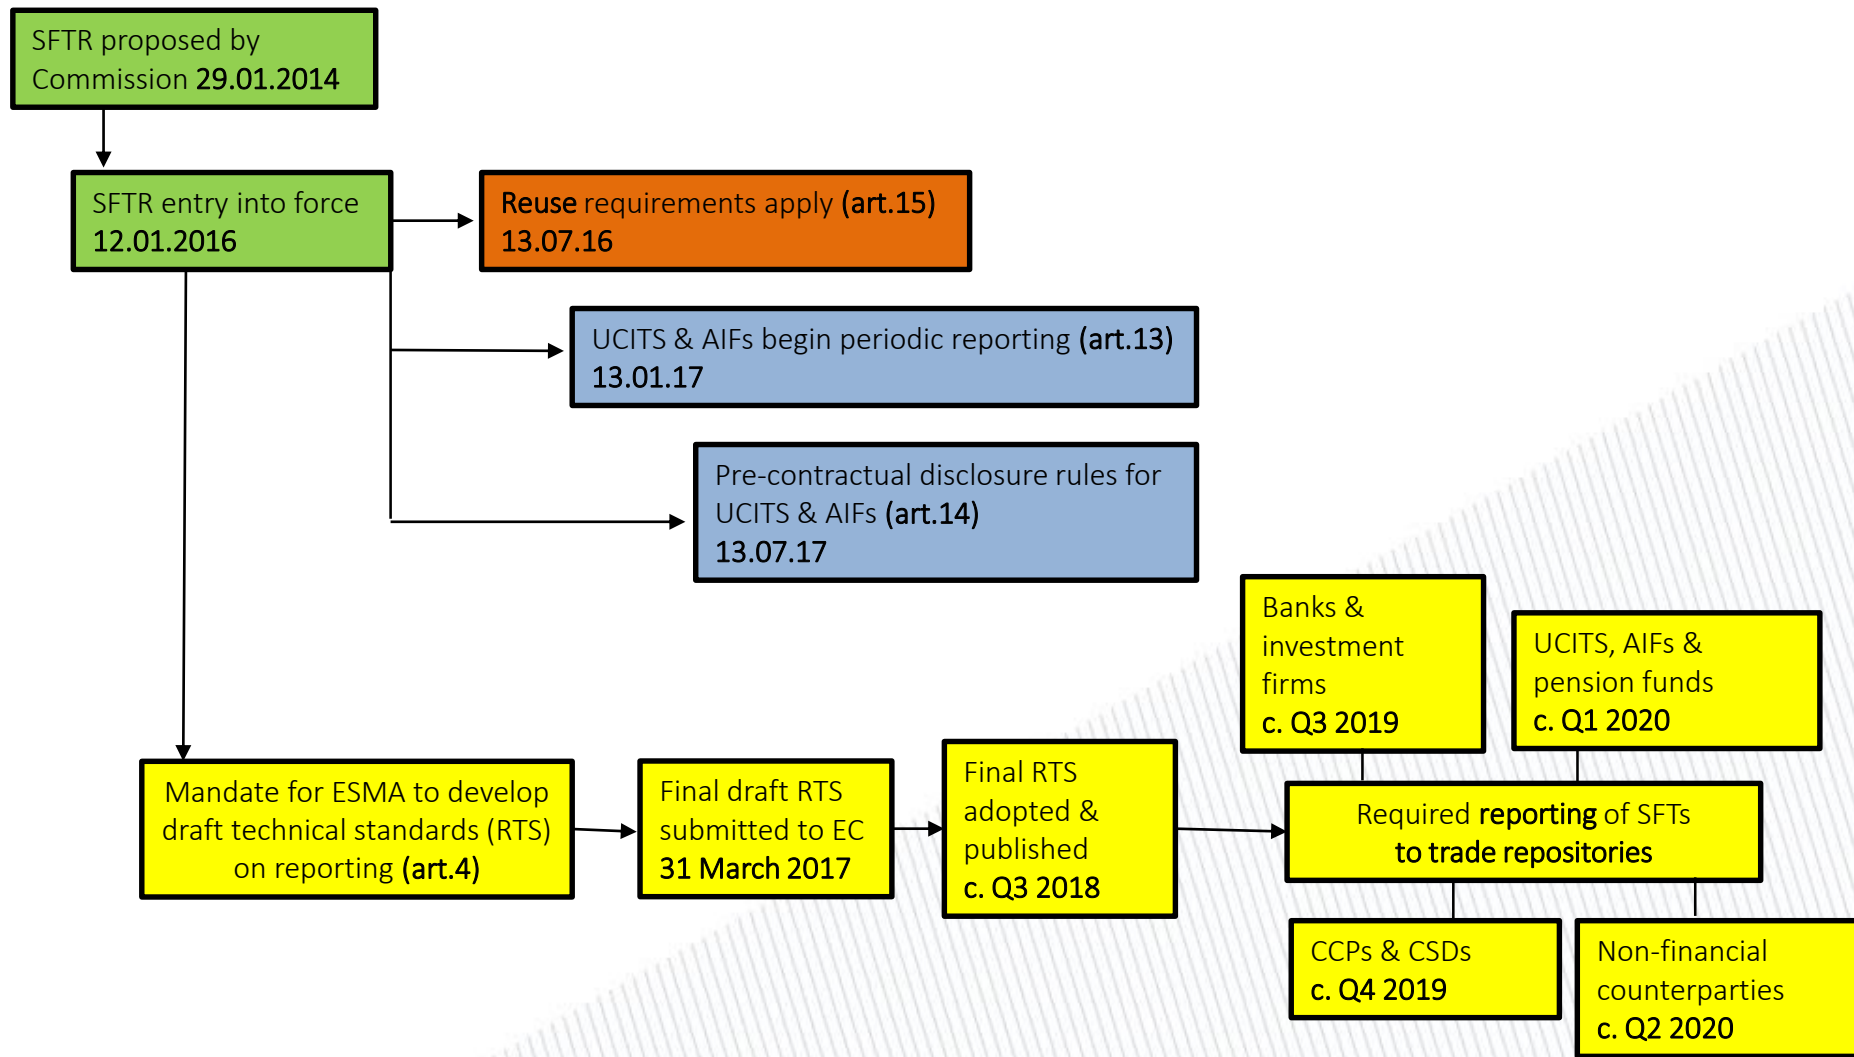 SFTR proposed by
Commission 29.01.2014
SFTR entry into force
12.01.2016
Reuse requirements apply (art.15)
13.07.16
UCITS & AIFs begin periodic reporting (art.13)
13.01.17
Pre-contractual disclosure rules for
UCITS & AIFs (art.14)
13.07.17
Mandate for ESMA to develop
draft technical standards (RTS)
on reporting (art.4)
Final draft RTS
submitted to EC
31 March 2017
Final RTS
adopted &
published
c. Q3 2018
Banks &
investment
firms
c. Q3 2019
UCITS, AIFs &
pension funds
c. Q1 2020
Required reporting of SFTs
to trade repositories
CCPs & CSDs
c. Q4 2019
Non-financial
counterparties
c. Q2 2020